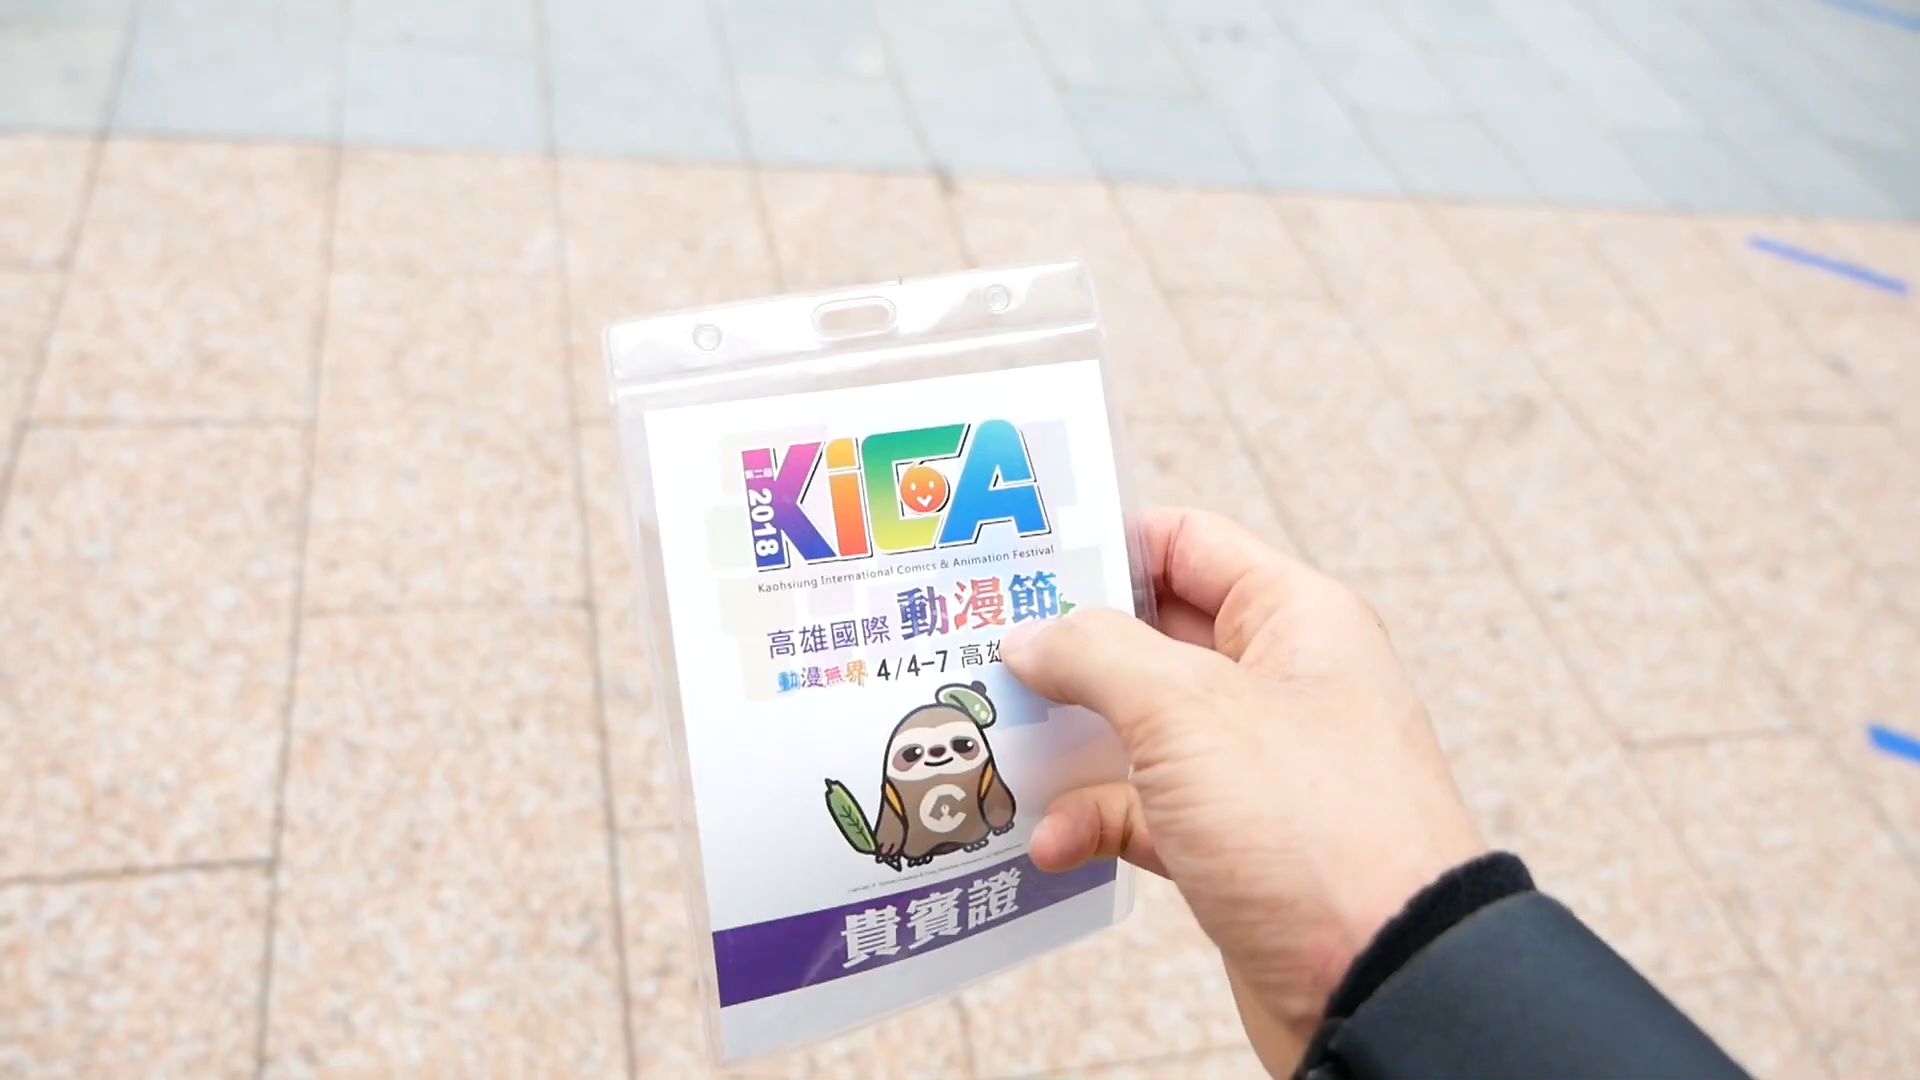 第二屆
2018
KiCA
Kaohsiung International Comics & Animation Festival
高雄國際動漫節
動漫無界 4/4-7 高雄
C
貴賓證